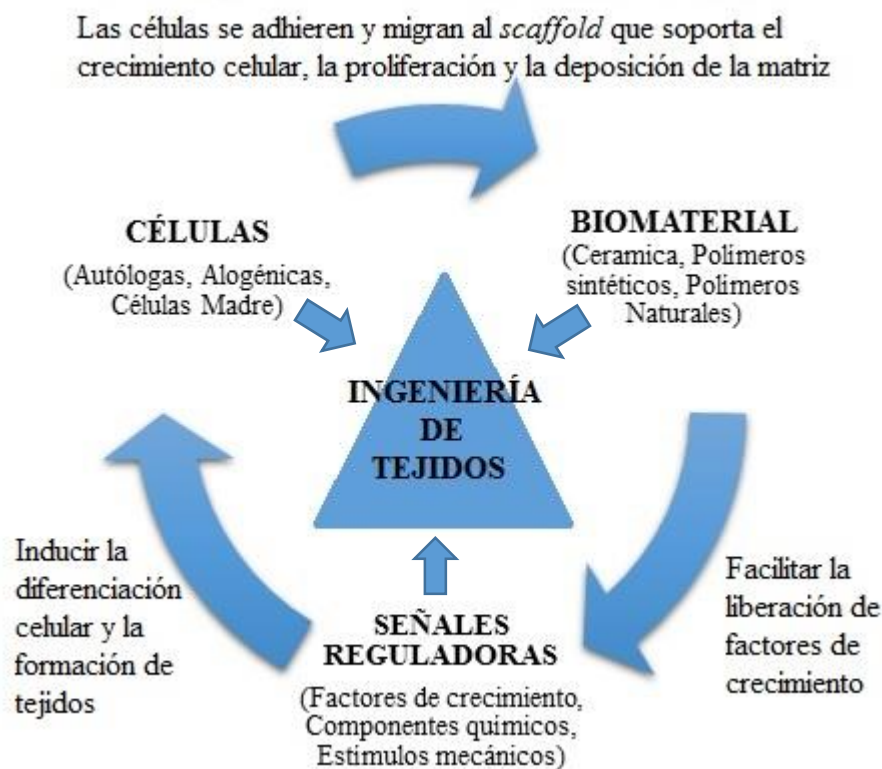 Las células se adhieren y migran al scaffold que soporta el
crecimiento celular, la proliferación y la deposición de la matriz
CÉLULAS
(Autólogas, Alogénicas,
Células Madre)
BIOMATERIAL
(Ceramica, Polimeros
sintéticos, Polimeros
Naturales)
INGENIERÍA
DE
TEJIDOS
Inducir la
diferenciación
celular y la
formación de
tejidos
SEÑALES
REGULADORAS
(Factores de crecimiento,
Componentes químicos,
Estímulos mecánicos)
Facilitar la
liberación de
factores de
crecimiento